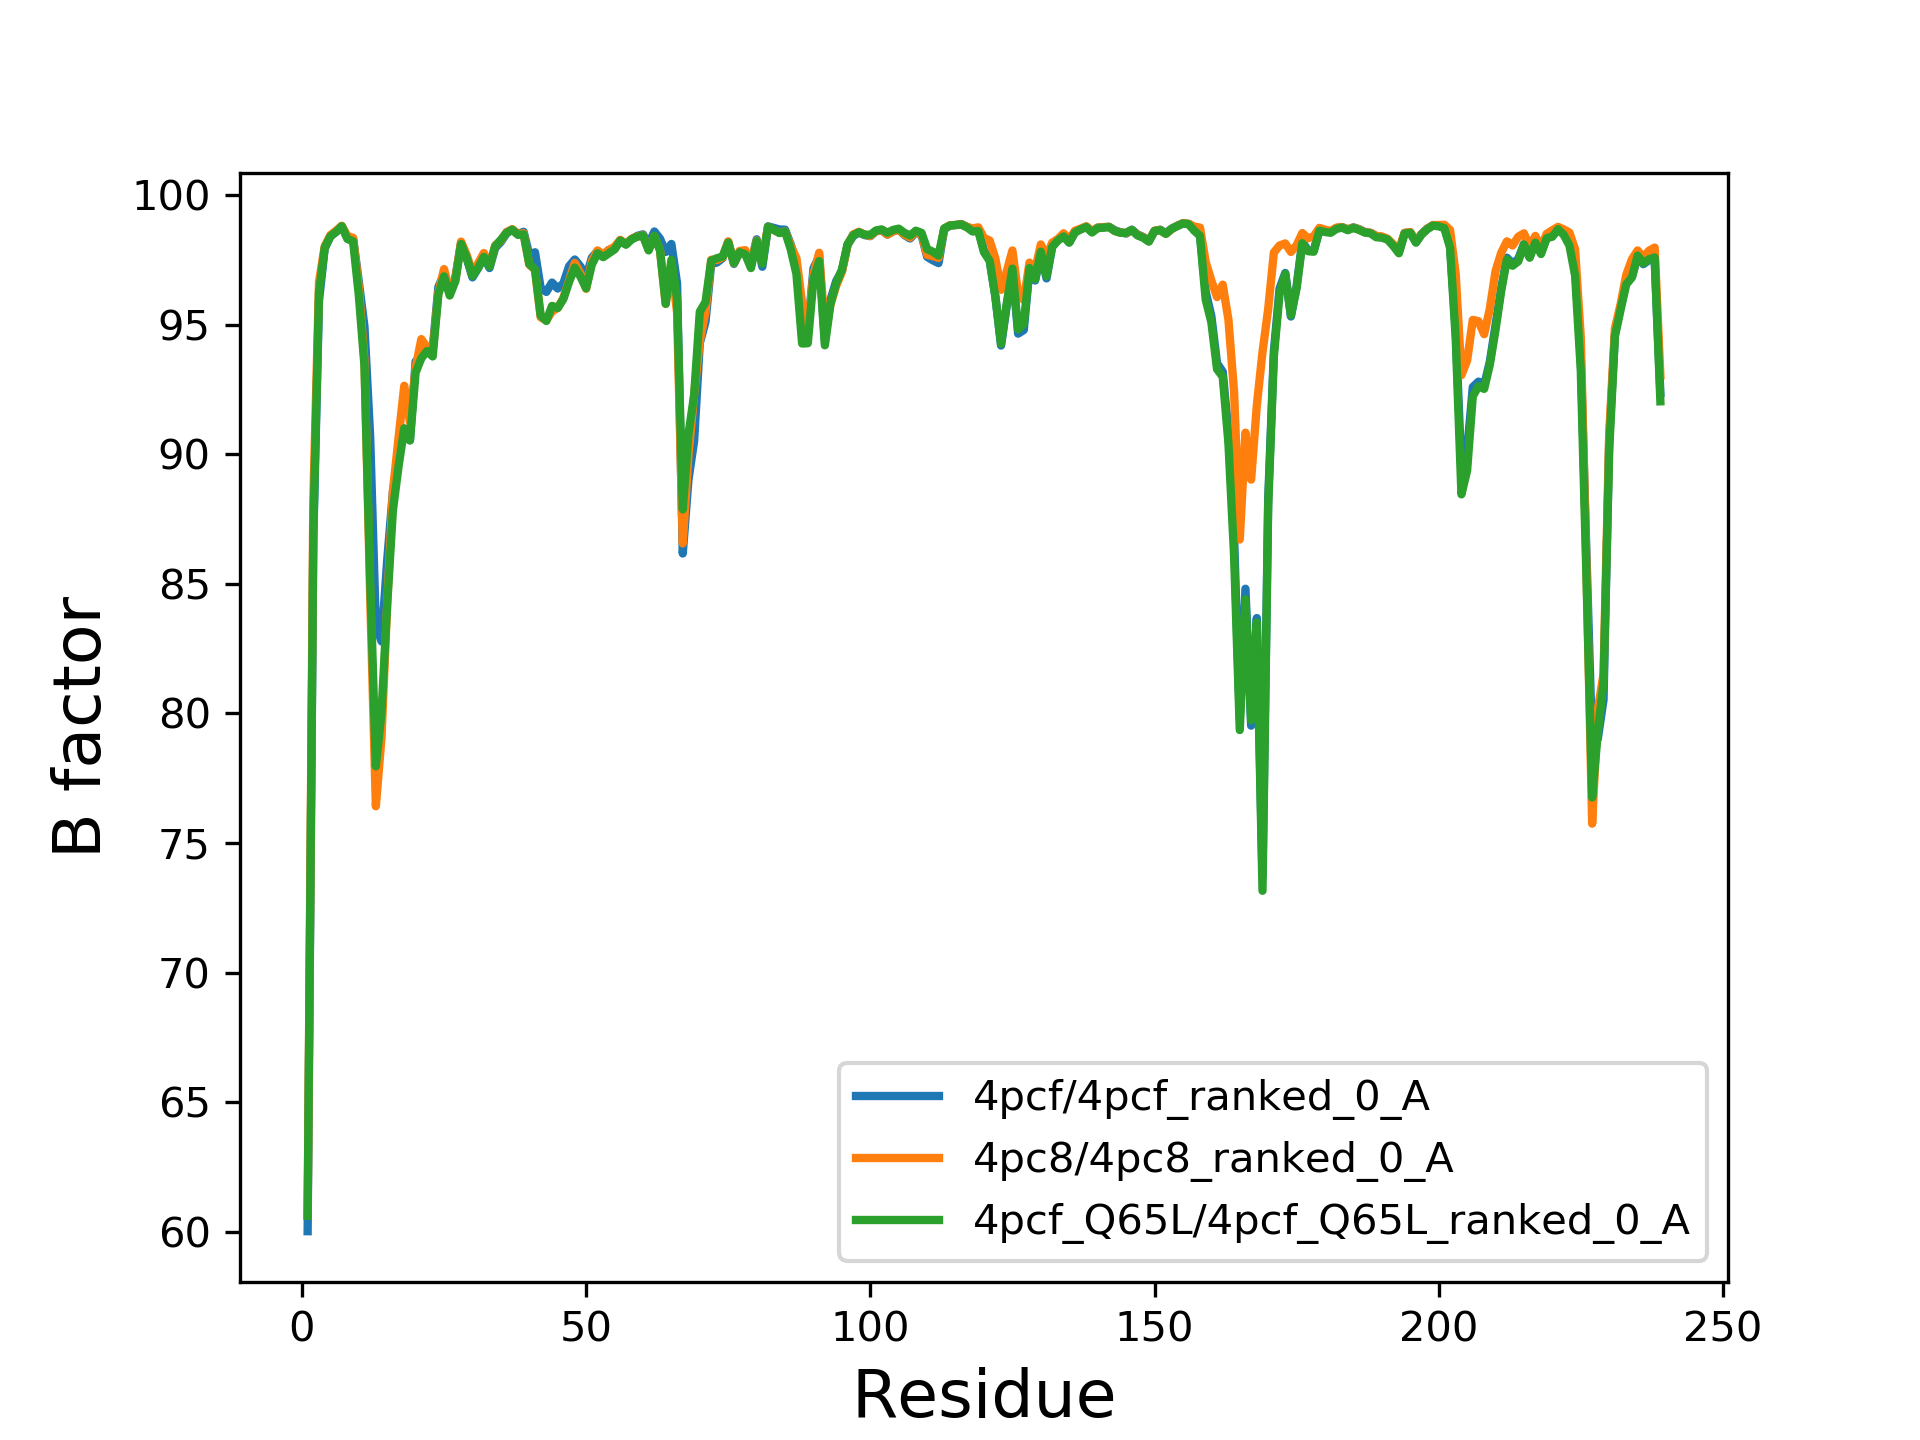 100
95
90
85
80
75
70
65
60
B factor
4pcf/4pcf_ranked_0_A
4pc8/4pc8_ranked_0_A
4pcf_Q65L/4pcf_Q65L_ranked_0_A
0 50 100 150 200 250
Residue